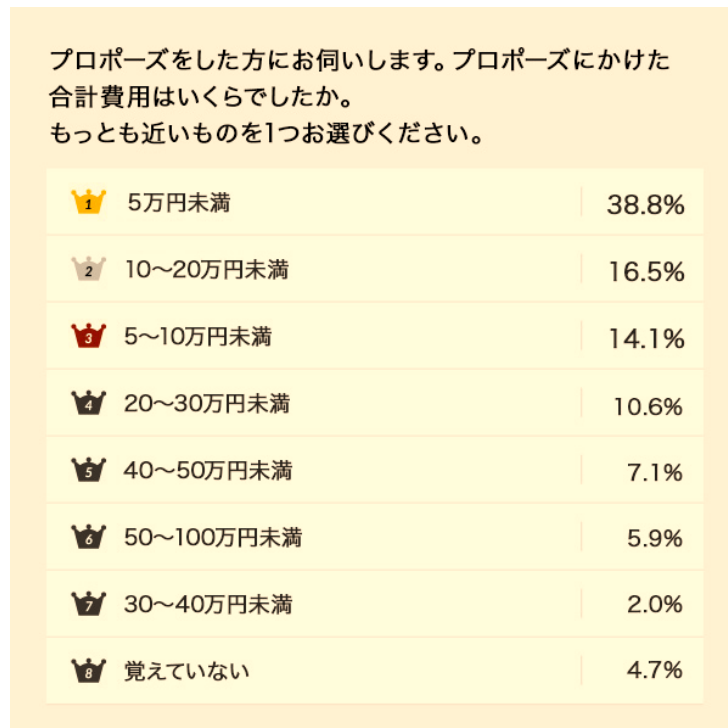 プロポーズをした方にお伺いします。プロポーズにかけた
合計費用はいくらでしたか。
もっとも近いものを1つお選びください。
1 5万円未満 38.8%
2 10〜20万円未満 16.5%
3 5〜10万円未満 14.1%
4 20〜30万円未満 10.6%
5 40〜50万円未満 7.1%
6 50〜100万円未満 5.9%
7 30〜40万円未満 2.0%
8 覚えていない 4.7%